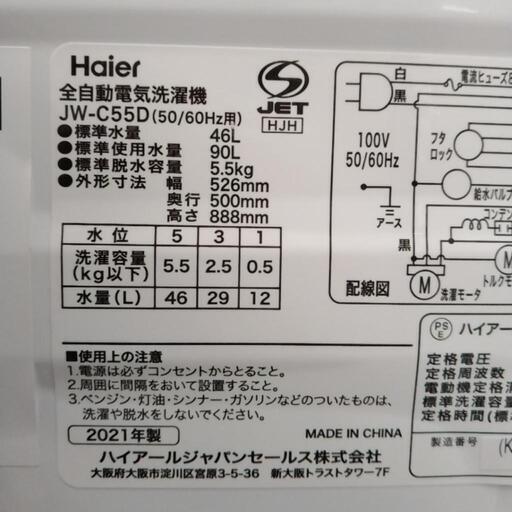 Haier
全自動電気洗濯機
JW-C55D(50/60Hz用)
●標準水量 46L
●標準使用水量 90L
●標準脱水容量 5.5kg
●外形寸法 幅 526mm
奥行 500mm
高さ 888mm
S
JET
HJH
水位 5 3 1
洗濯容量(kg以下) 5.5 2.5 0.5
水量(L) 46 29 12
■使用上の注意
1.電源は必ずコンセントからとること。
2.周囲に間隔をおいて設置すること。
3.ベンジン・灯油・シンナー・ガソリンなどのついたものは、
洗濯や脱水をしないでください。
2021年製
MADE IN CHINA
ハイアールジャパンセールス株式会社
大阪府大阪市淀川区宮原3-5-36 新大阪トラストタワー7F
白
黒
電流ヒューズ
100V
50/60Hz
フタ
ロック
給水バルブ
アース
コンデン
黒
M
洗濯モータ
M
トルクモ
配線図
PS
E
ハイアー
定格電圧
定格周波数
電動機定格消
標準洗濯容量
定格時間(標
製造番号
(K